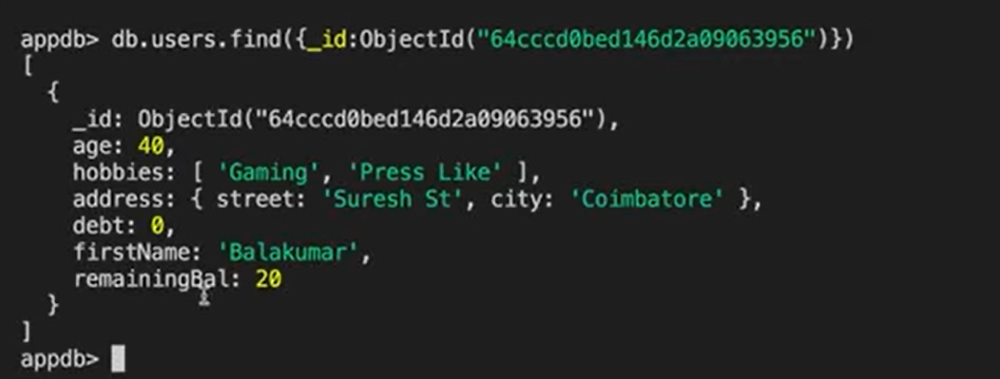 appdb> db.users.find({_id:ObjectId("64cccd0bed146d2a09063956")})
[
  {
    _id: ObjectId("64cccd0bed146d2a09063956"),
    age: 40,
    hobbies: [ 'Gaming', 'Press Like' ],
    address: { street: 'Suresh St', city: 'Coimbatore' },
    debt: 0,
    firstName: 'Balakumar',
    remainingBal: 20
  }
]
appdb>